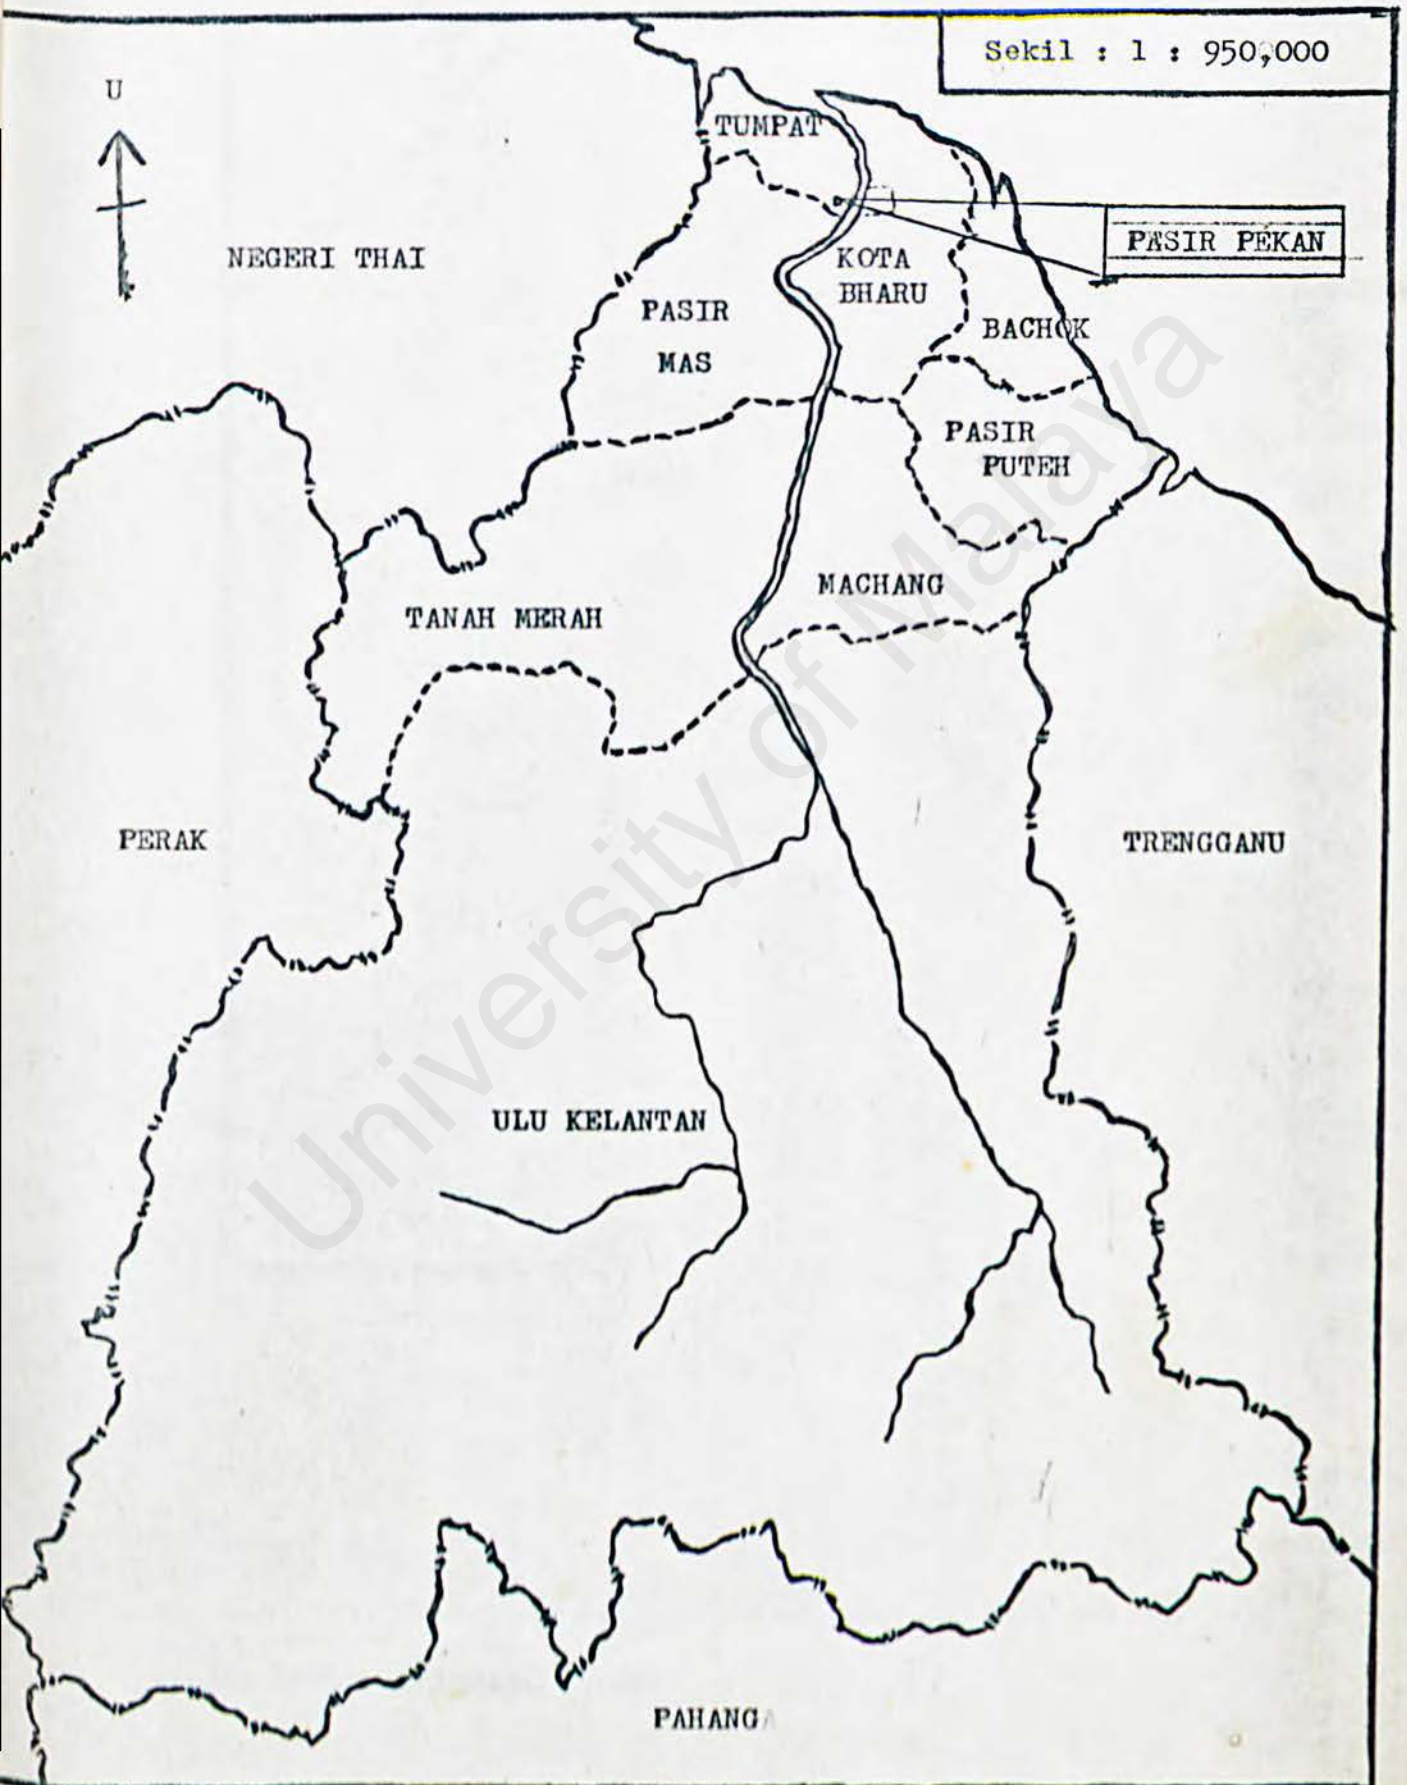 Sekil : 1 : 950,000
U
TUMPAT
PASIR PEKAN
NEGERI THAI
KOTA
BHARU
PASIR
MAS
BACHOK
PASIR
PUTEH
MACHANG
TANAH MERAH
PERAK
TRENGGANU
ULU KELANTAN
PAHANG
University of Malaya